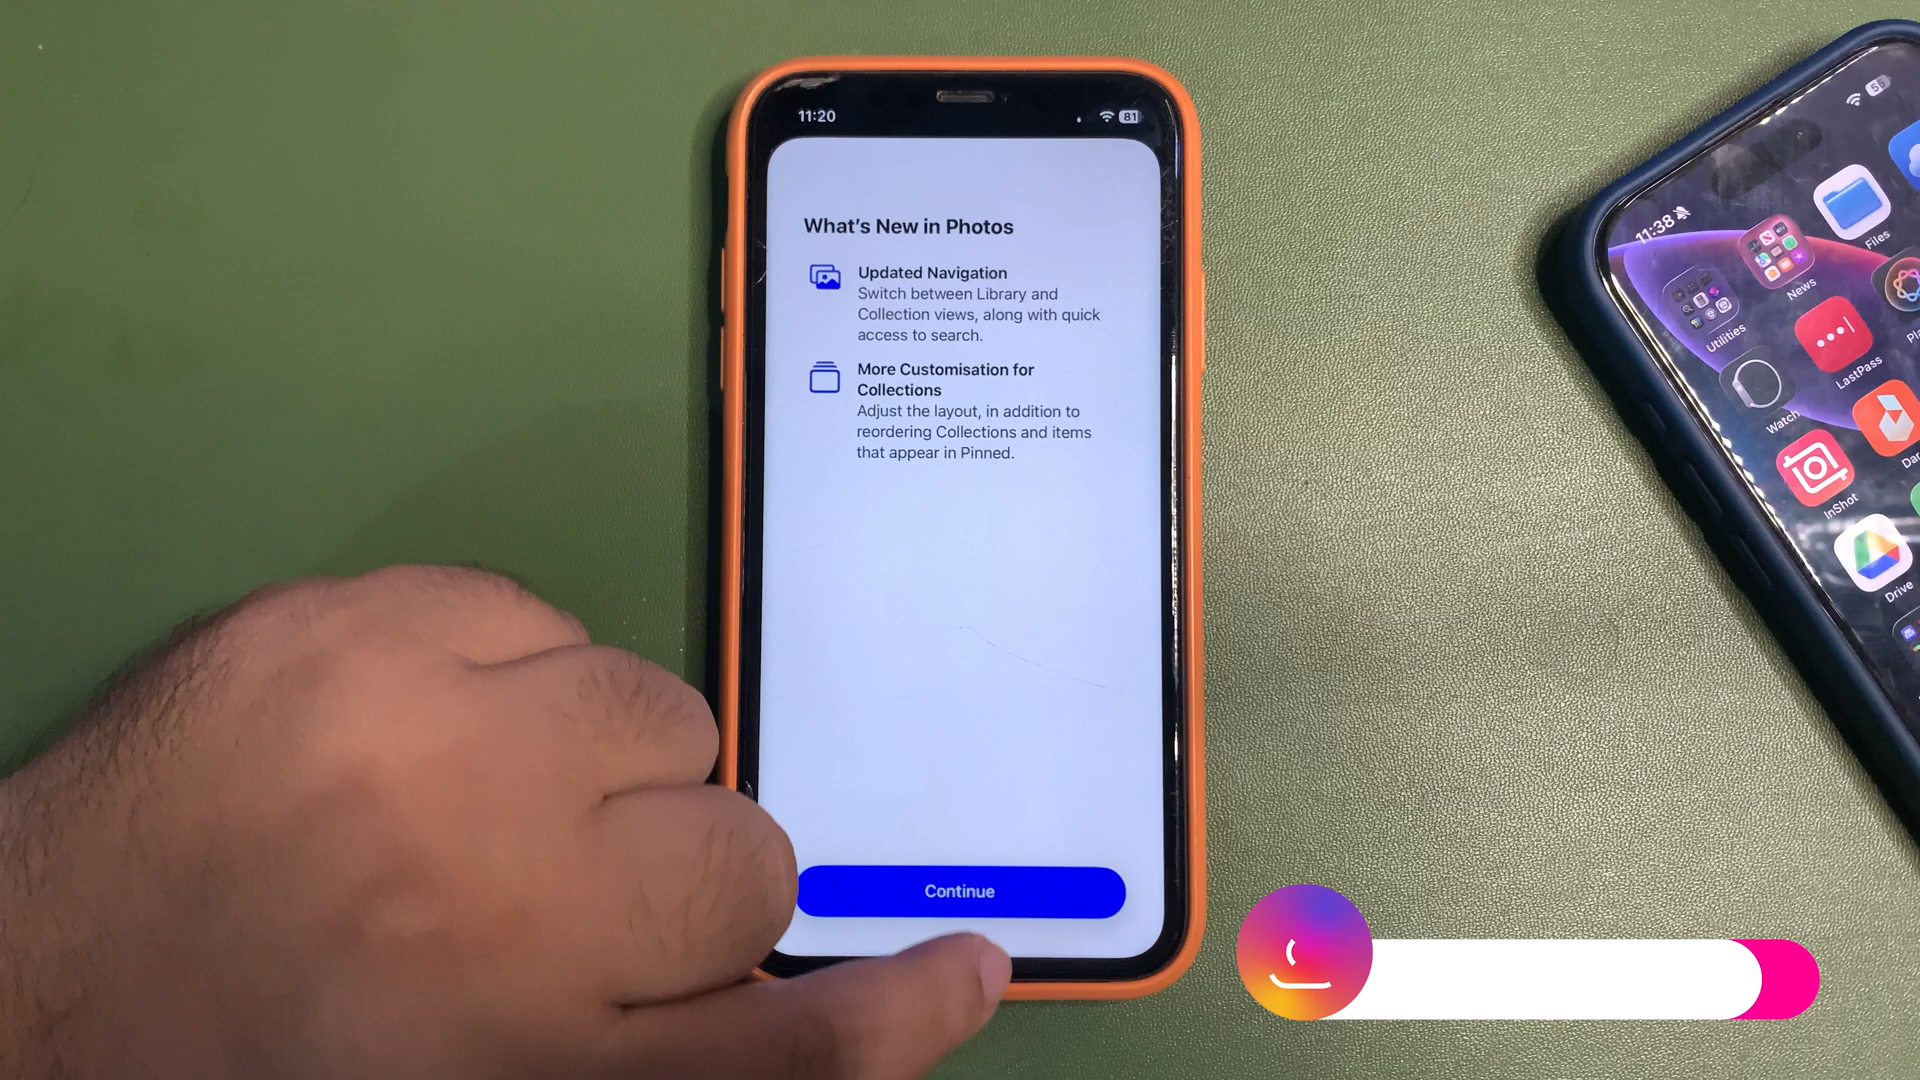 11:20
81
What's New in Photos
Updated Navigation
Switch between Library and
Collection views, along with quick
access to search.
More Customisation for
Collections
Adjust the layout, in addition to
reordering Collections and items
that appear in Pinned.
Continue
11:38
55
Files
News
Utilities
LastPass
Watch
InShot
Drive